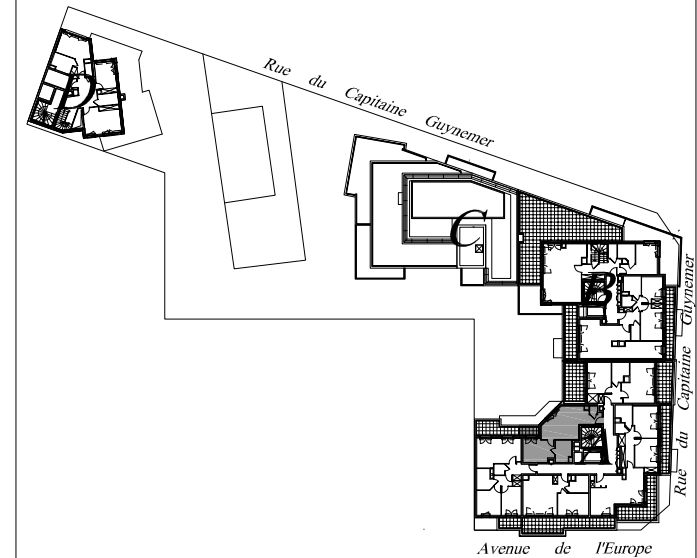 Rue du Capitaine Guynemer
D
C
B
Rue du Capitaine Guynemer
Avenue de l'Europe